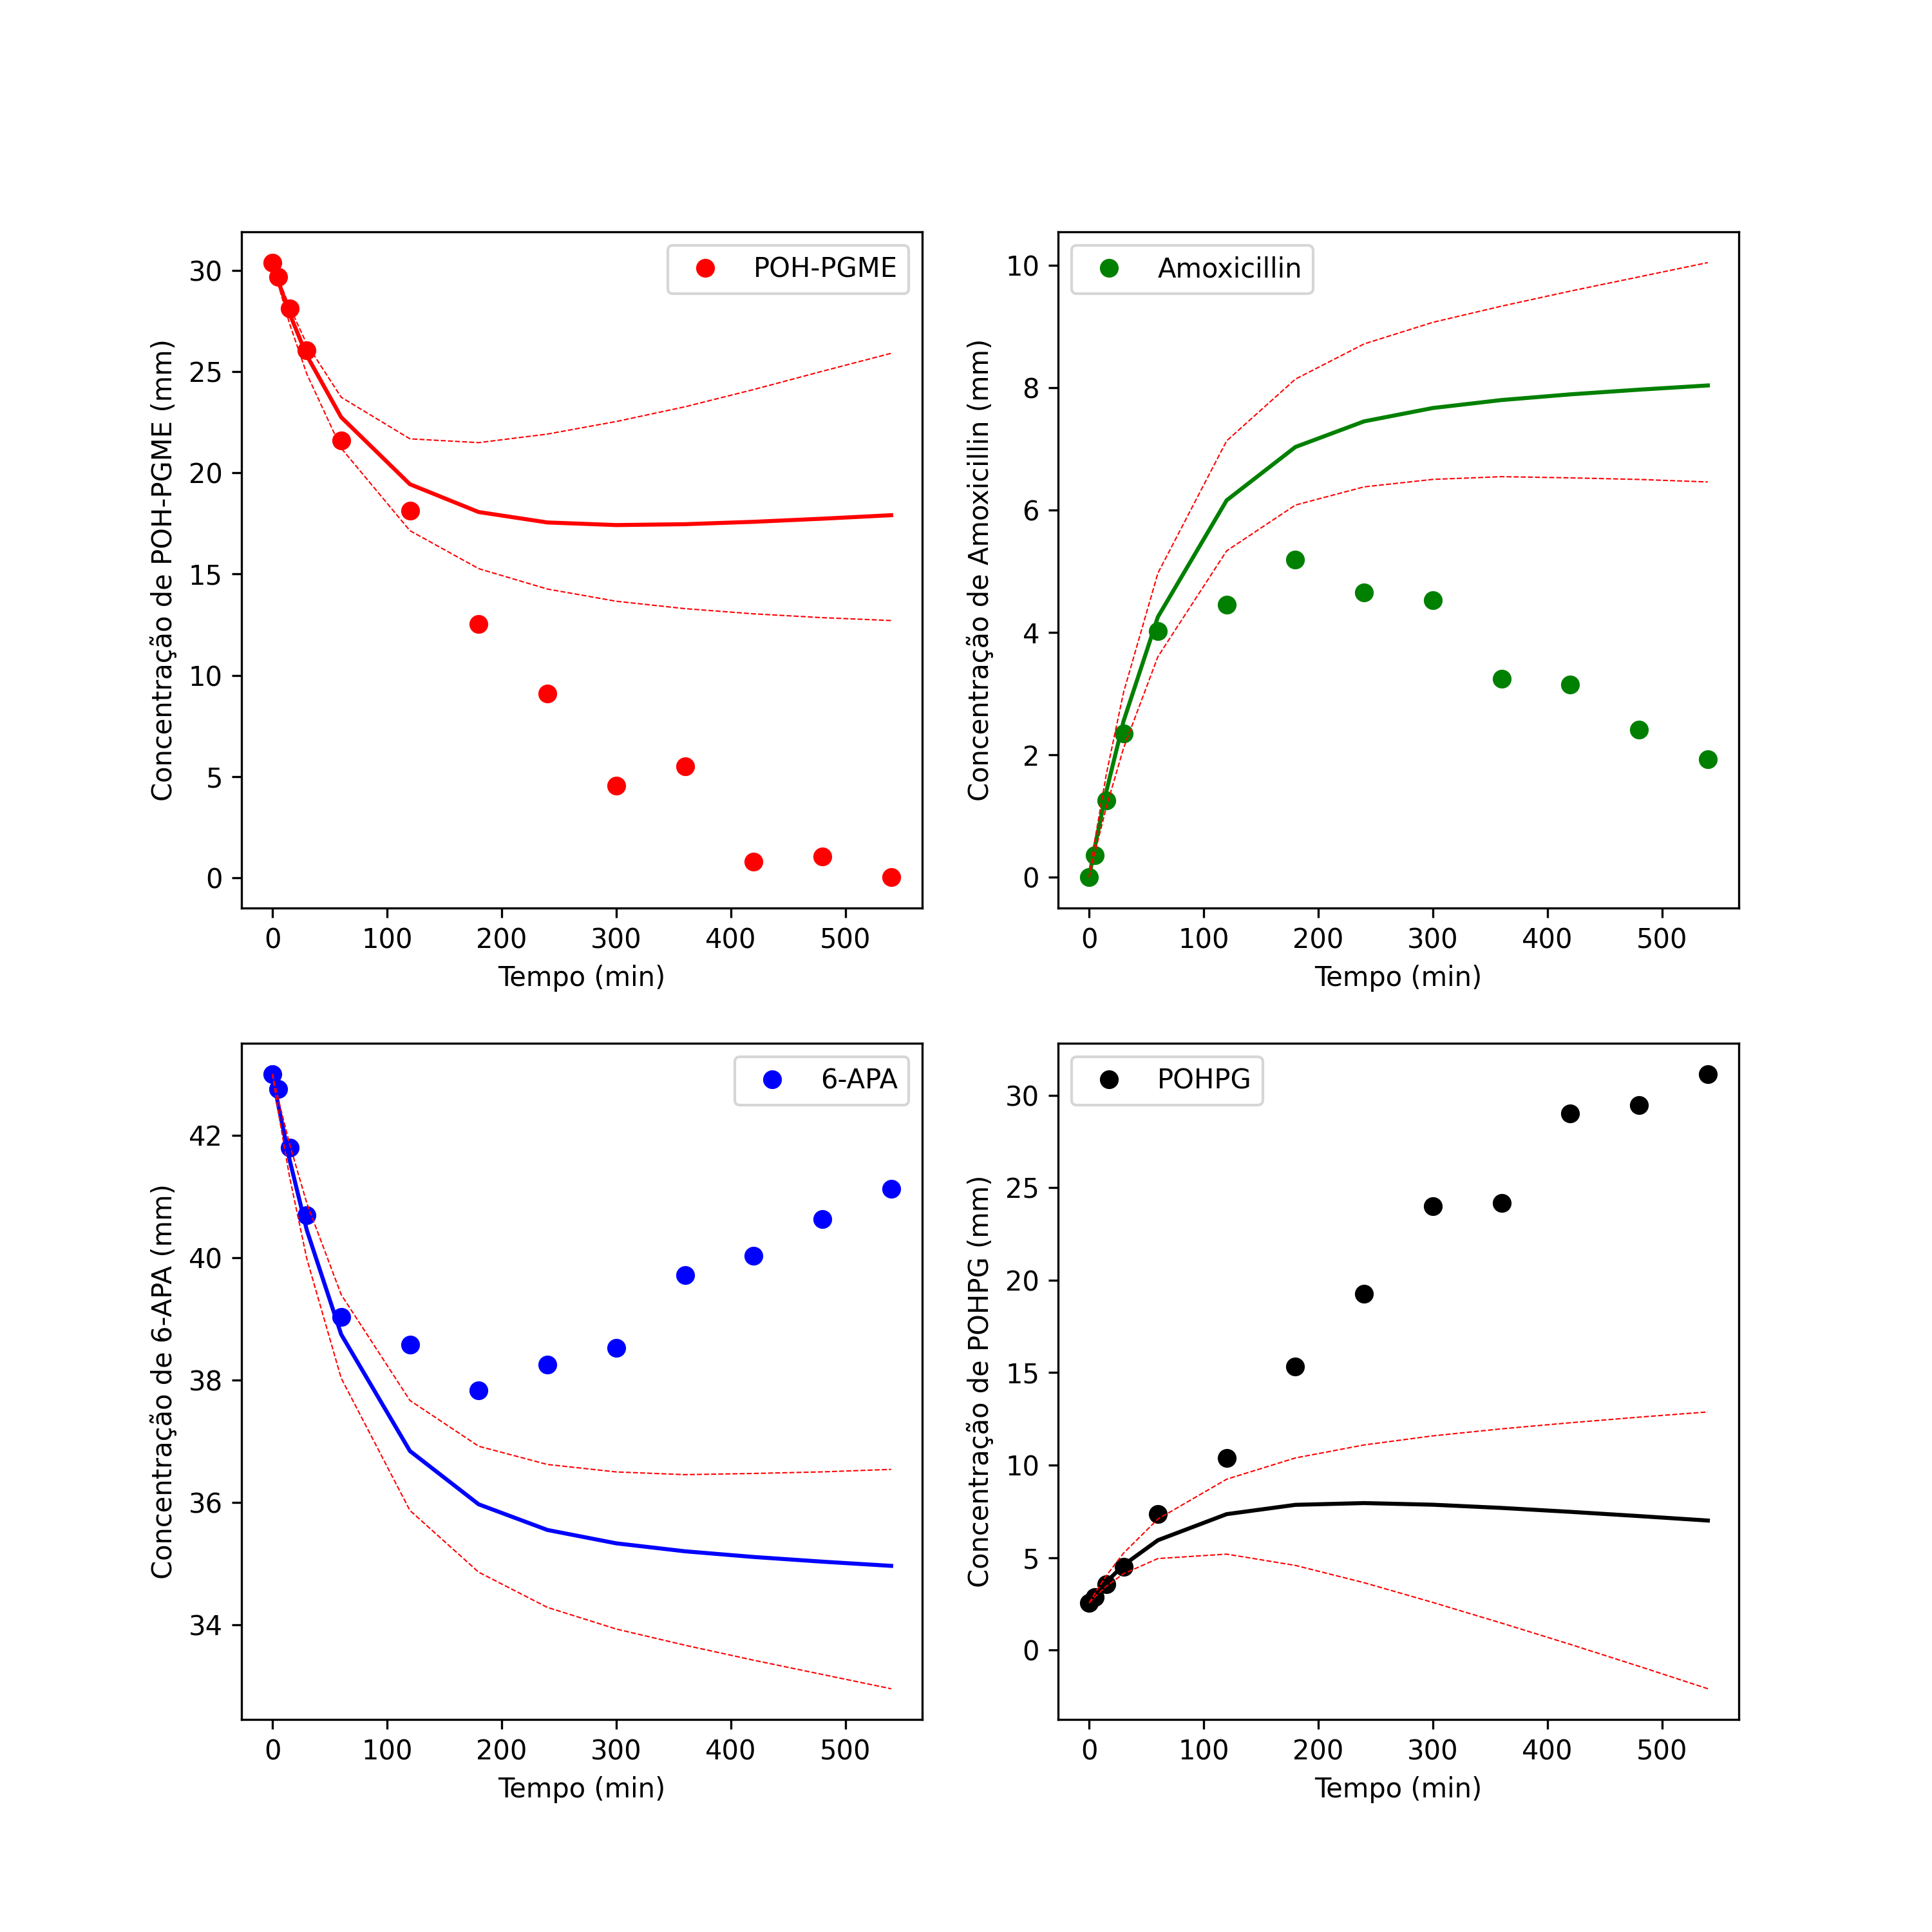 POH-PGME
Concentração de POH-PGME (mm)
30
25
20
15
10
5
0
0 100 200 300 400 500
Tempo (min)
Amoxicillin
Concentração de Amoxicillin (mm)
10
8
6
4
2
0
0 100 200 300 400 500
Tempo (min)
6-APA
Concentração de 6-APA (mm)
42
40
38
36
34
0 100 200 300 400 500
Tempo (min)
POHPG
Concentração de POHPG (mm)
30
25
20
15
10
5
0
0 100 200 300 400 500
Tempo (min)